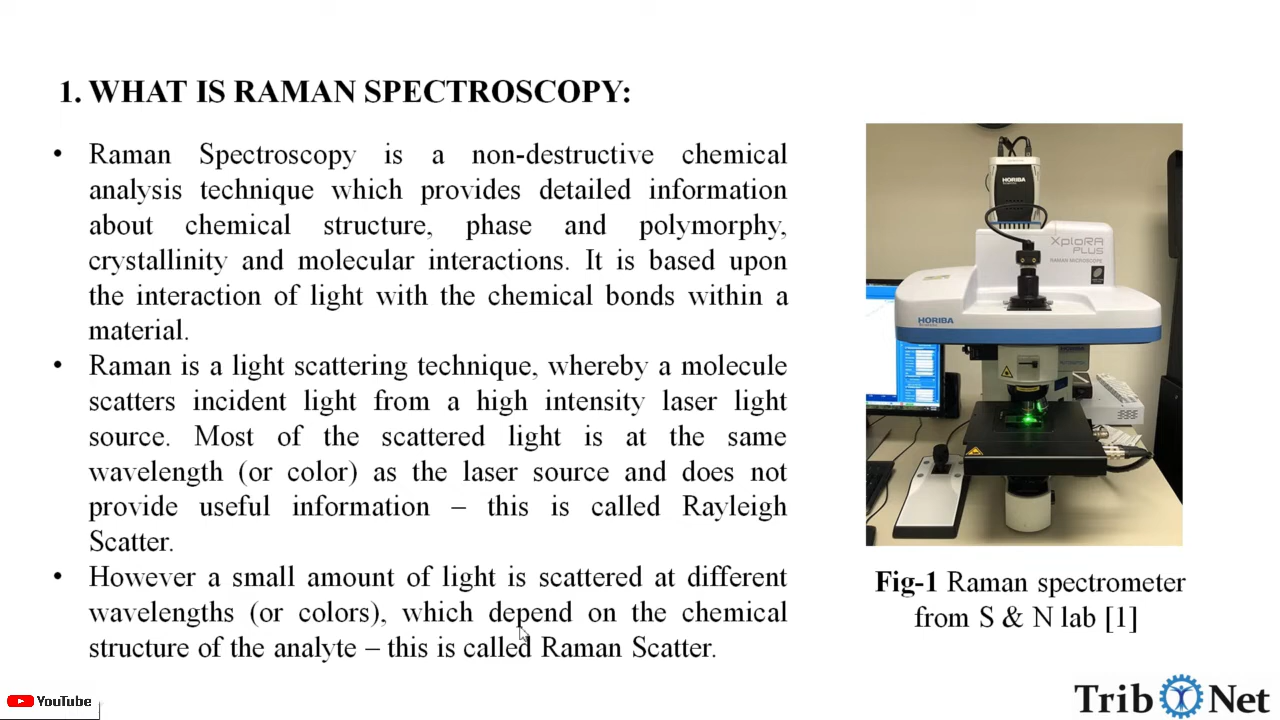 1. WHAT IS RAMAN SPECTROSCOPY:
• Raman Spectroscopy is a non-destructive chemical
analysis technique which provides detailed information
about chemical structure, phase and polymorphy,
crystallinity and molecular interactions. It is based upon
the interaction of light with the chemical bonds within a
material.
• Raman is a light scattering technique, whereby a molecule
scatters incident light from a high intensity laser light
source. Most of the scattered light is at the same
wavelength (or color) as the laser source and does not
provide useful information – this is called Rayleigh
Scatter.
• However a small amount of light is scattered at different
wavelengths (or colors), which depend on the chemical
structure of the analyte – this is called Raman Scatter.
HORIBA
XploRA
PLUS
RAMAN MICROSCOPE
HORIBA
Fig-1 Raman spectrometer
from S & N lab [1]
YouTube
Trib Net